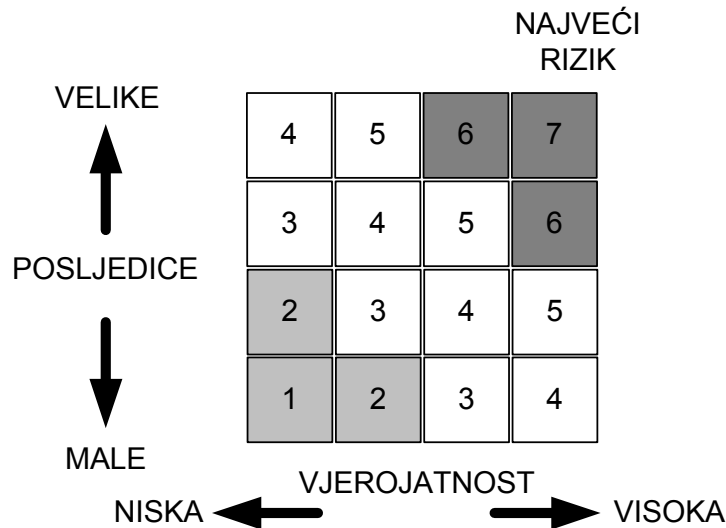 NAJVEĆI
RIZIK
VELIKE
4 5 6 7
3 4 5 6
POSLJEDICE
2 3 4 5
1 2 3 4
MALE
VJEROJATNOST
NISKA VISOKA